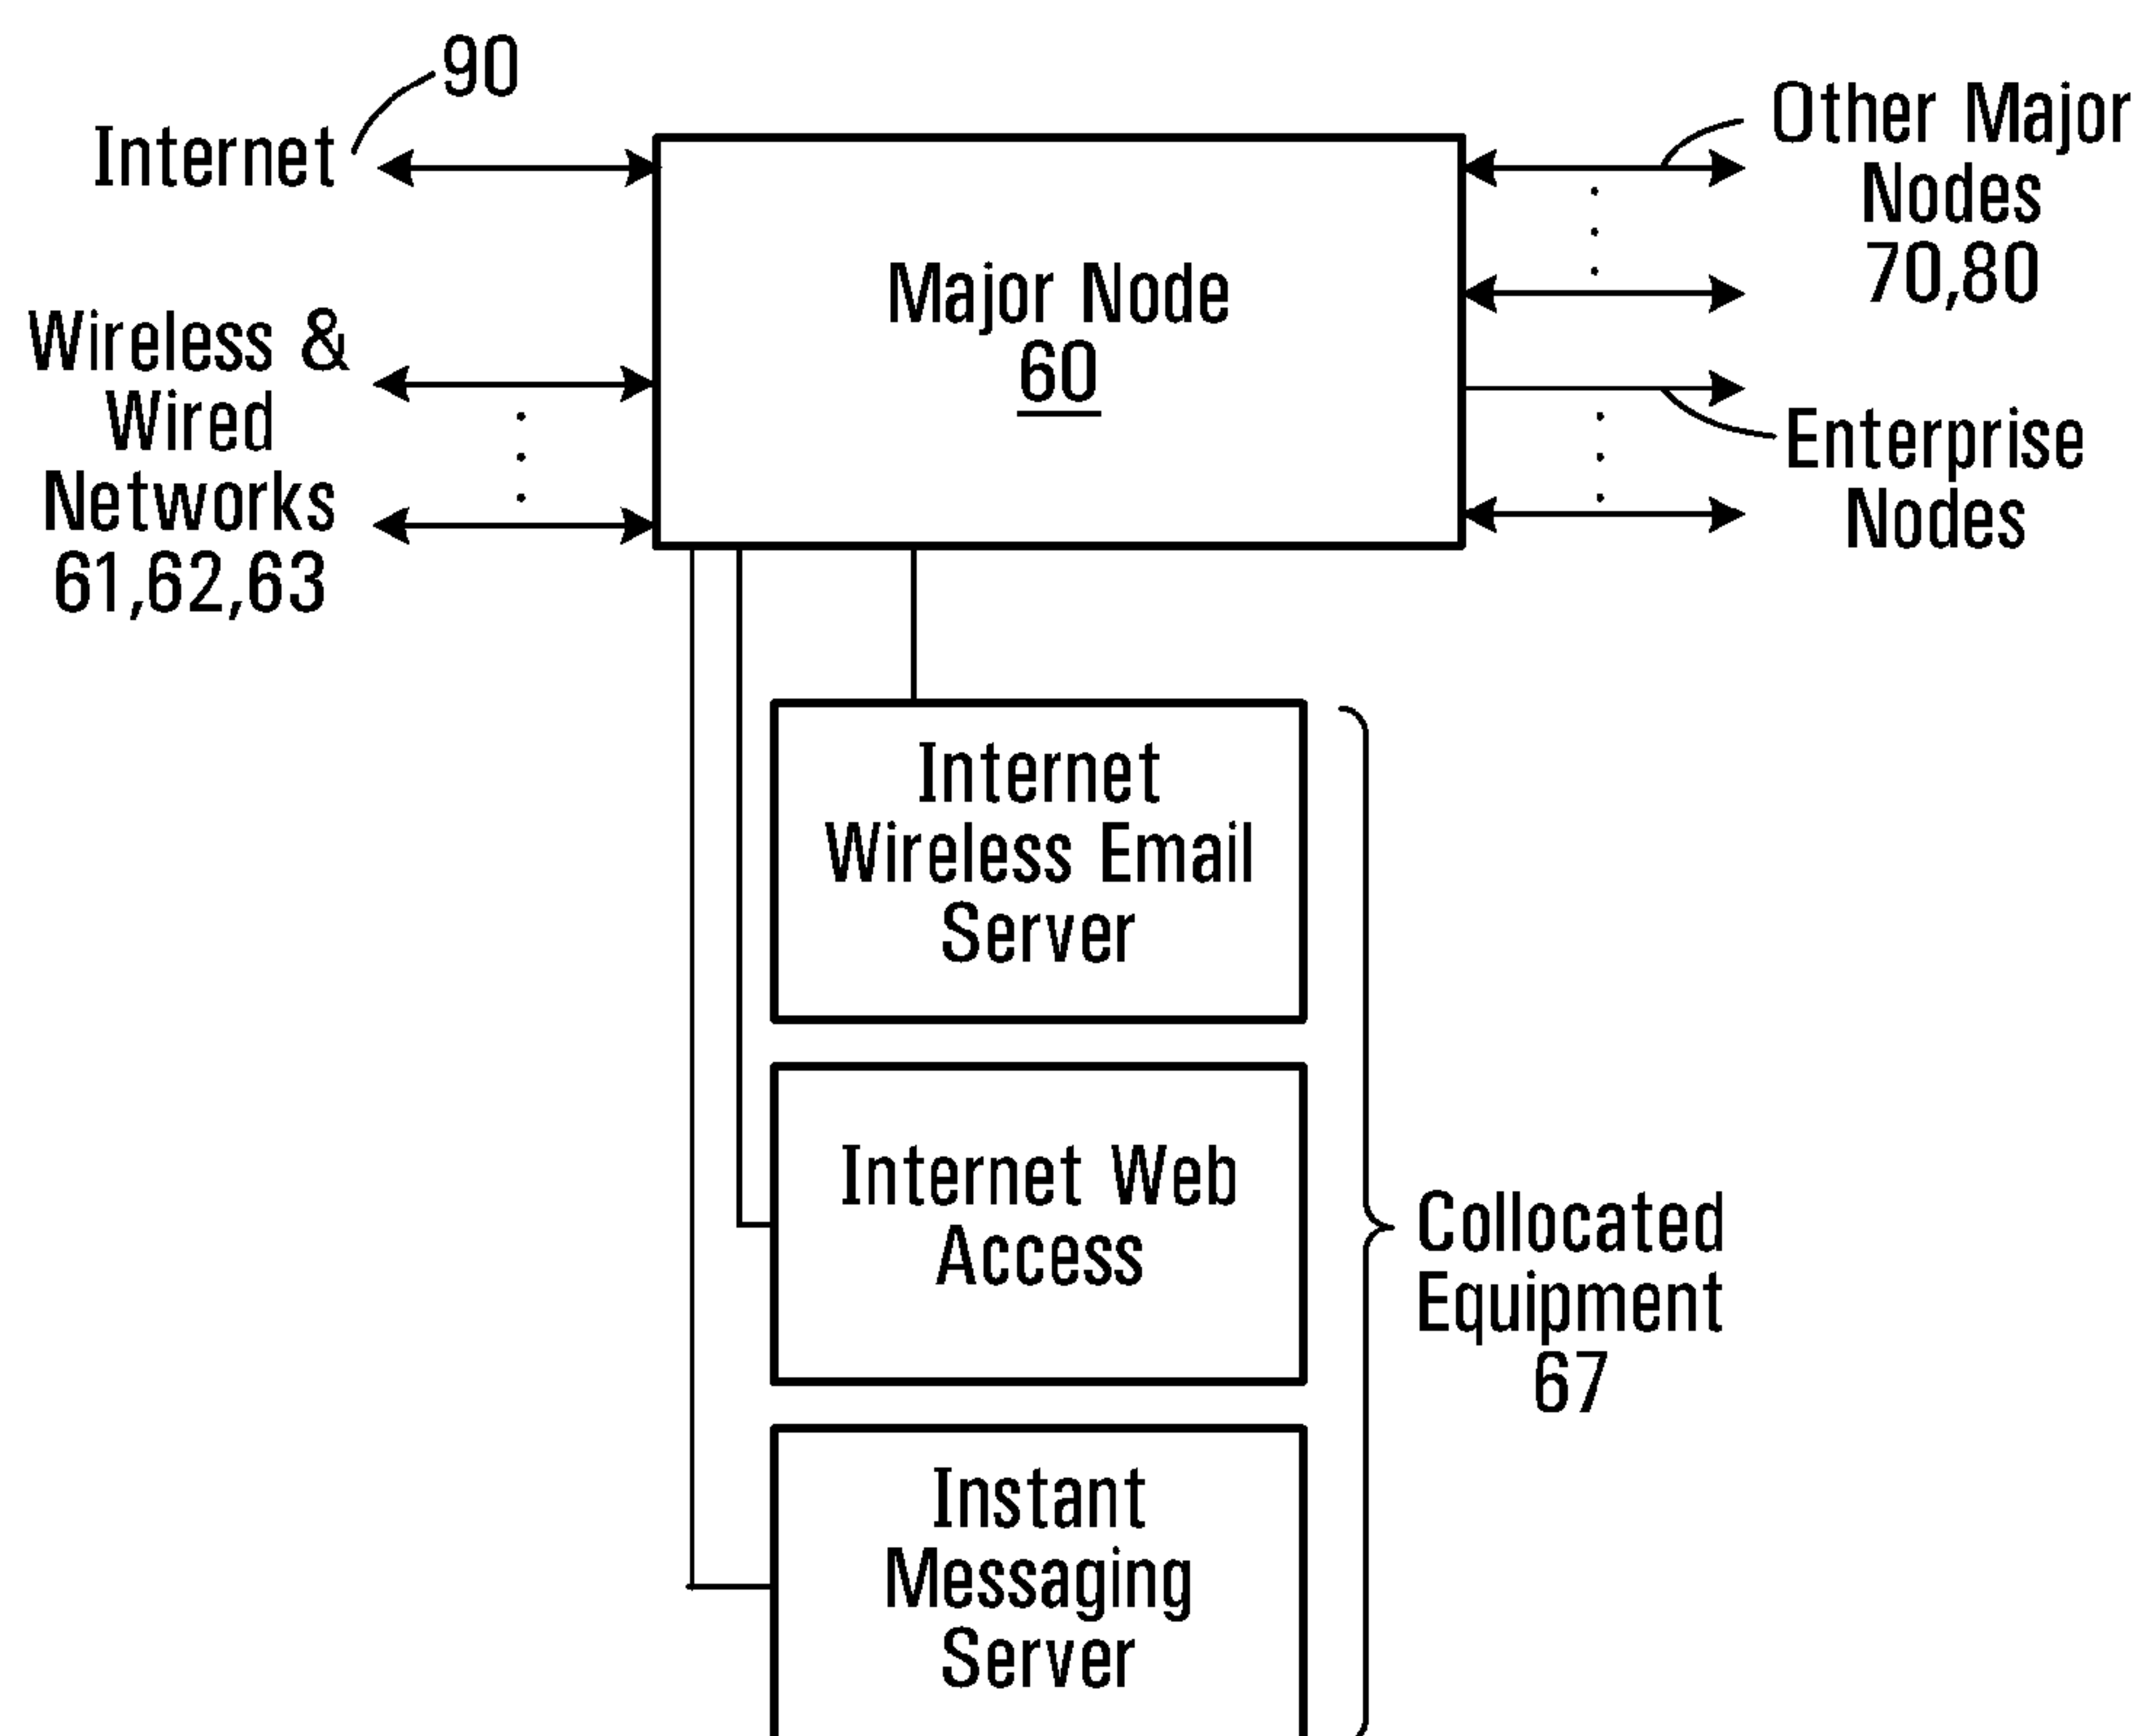 90
Internet
Wireless &
Wired
Networks
61,62,63
Major Node
60
Other Major
Nodes
70,80
Enterprise
Nodes
Internet
Wireless Email
Server
Internet Web
Access
Instant
Messaging
Server
Collocated
Equipment
67